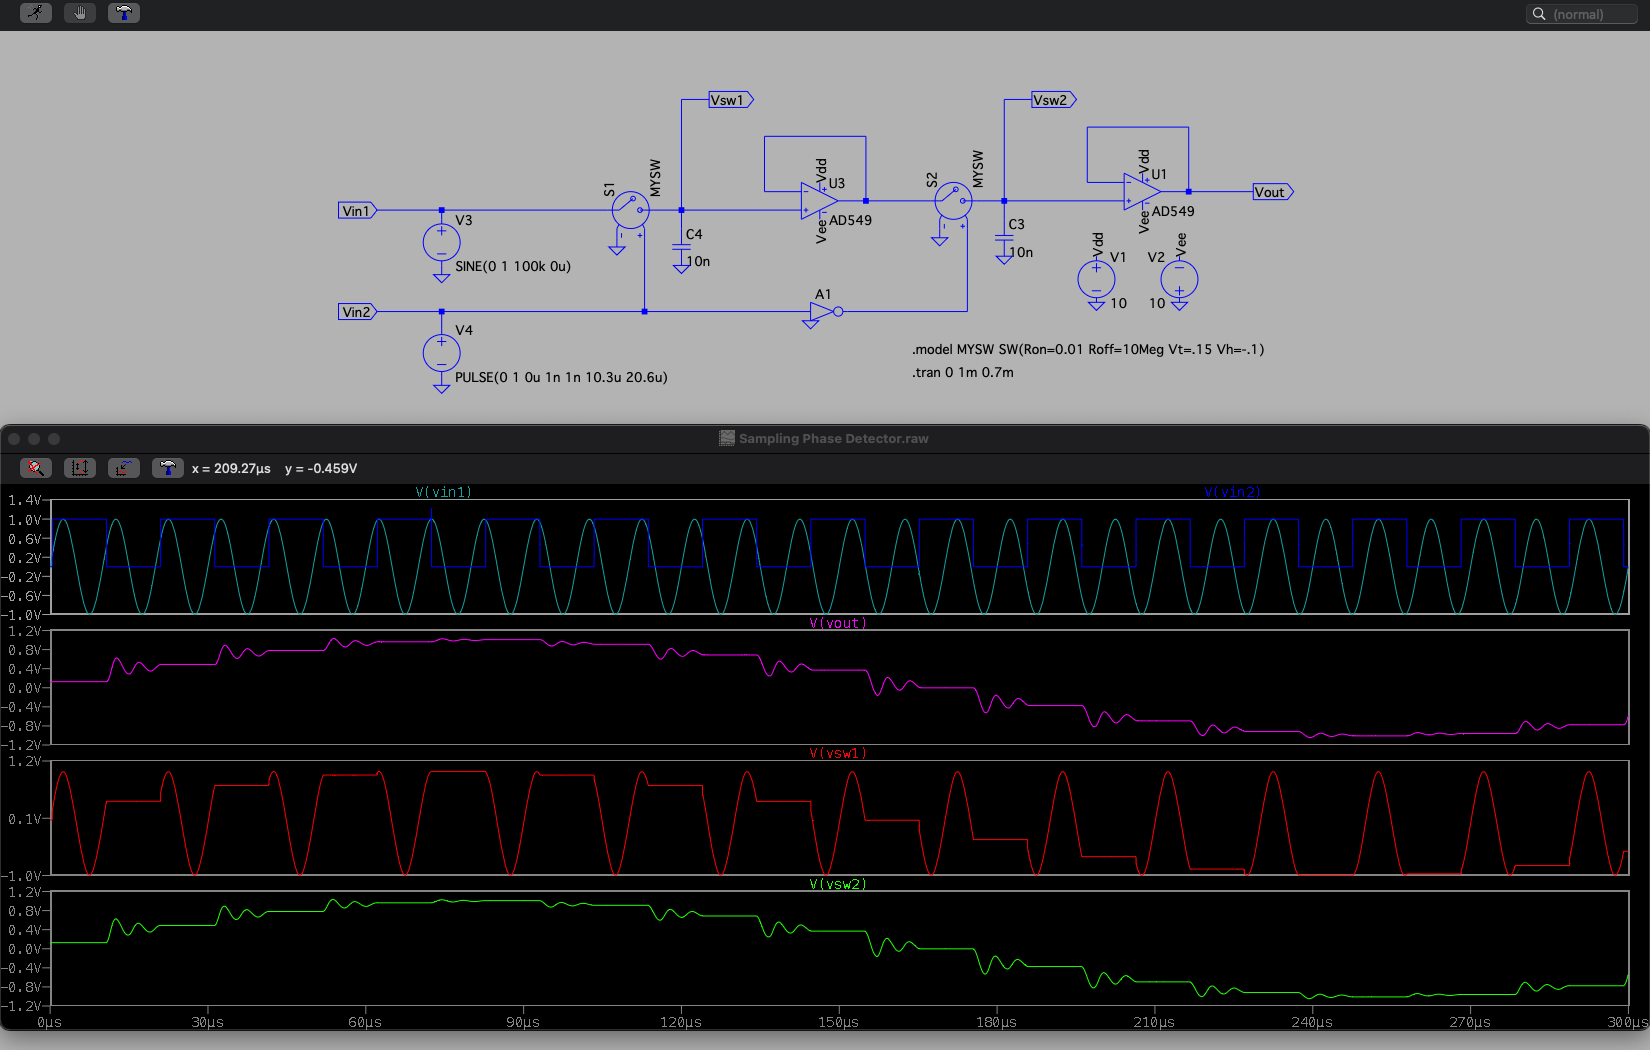 (normal)
Vsw1
Vsw2
S1
MYSW
Vdd
U3
S2
MYSW
Vdd
U1
Vin1
V3
Vee
AD549
Vee
AD549
Vout
C4
10n
C3
10n
SINE(0 1 100k 0u)
Vdd
V1
V2
Vee
10
10
A1
Vin2
V4
PULSE(0 1 0u 1n 1n 10.3u 20.6u)
.model MYSW SW(Ron=0.01 Roff=10Meg Vt=.15 Vh=-.1)
.tran 0 1m 0.7m
Sampling Phase Detector.raw
x = 209.27µs y = -0.459V
V(vin1)
V(vin2)
1.4V
1.0V
0.6V
0.2V
-0.2V
-0.6V
-1.0V
V(vout)
1.2V
0.8V
0.4V
0.0V
-0.4V
-0.8V
-1.2V
V(vsw1)
1.2V
0.1V
-1.0V
V(vsw2)
1.2V
0.8V
0.4V
0.0V
-0.4V
-0.8V
-1.2V
0µs 30µs 60µs 90µs 120µs 150µs 180µs 210µs 240µs 270µs 300µs